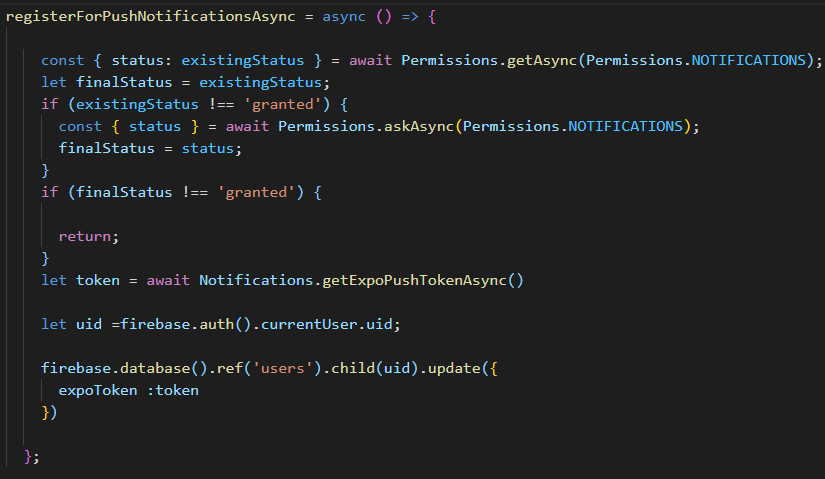 registerForPushNotificationsAsync = async () => {
const { status: existingStatus } = await Permissions.getAsync(Permissions.NOTIFICATIONS);
let finalStatus = existingStatus;
if (existingStatus !== 'granted') {
const { status } = await Permissions.askAsync(Permissions.NOTIFICATIONS);
finalStatus = status;
}
if (finalStatus !== 'granted') {
return;
}
let token = await Notifications.getExpoPushTokenAsync()
let uid =firebase.auth().currentUser.uid;
firebase.database().ref('users').child(uid).update({
expoToken :token
})
};